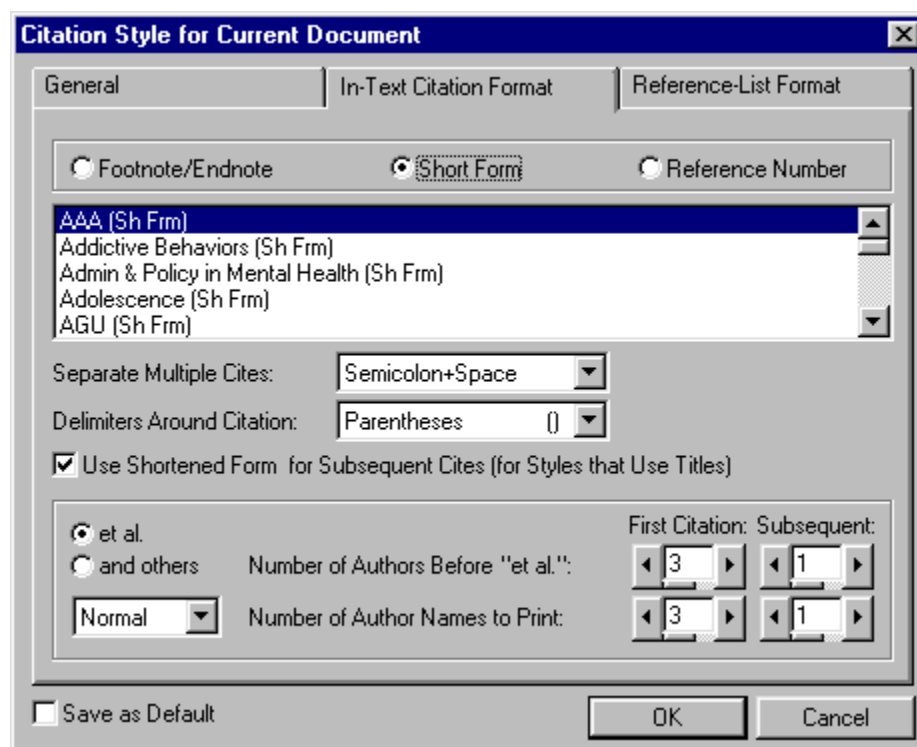 Citation Style for Current Document
General In-Text Citation Format Reference-List Format
Footnote/Endnote Short Form Reference Number
AAA (Sh Frm)
Addictive Behaviors (Sh Frm)
Admin & Policy in Mental Health (Sh Frm)
Adolescence (Sh Frm)
AGU (Sh Frm)
Separate Multiple Cites: Semicolon+Space
Delimiters Around Citation: Parentheses ()
Use Shortened Form for Subsequent Cites (for Styles that Use Titles)
First Citation: Subsequent:
et al.
and others Number of Authors Before "et al.": 3 1
Normal Number of Author Names to Print: 3 1
Save as Default OK Cancel